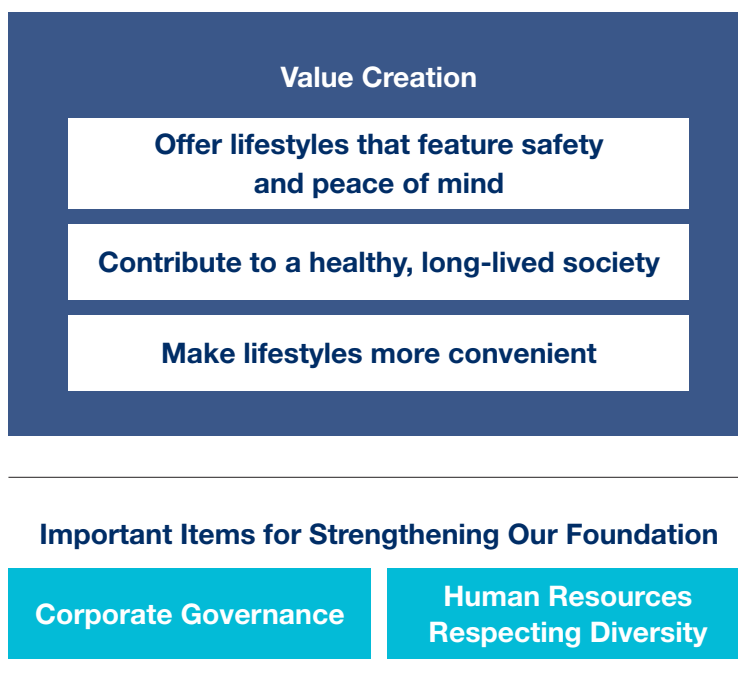 Value Creation
Offer lifestyles that feature safety
and peace of mind
Contribute to a healthy, long-lived society
Make lifestyles more convenient
Important Items for Strengthening Our Foundation
Corporate Governance
Human Resources
Respecting Diversity